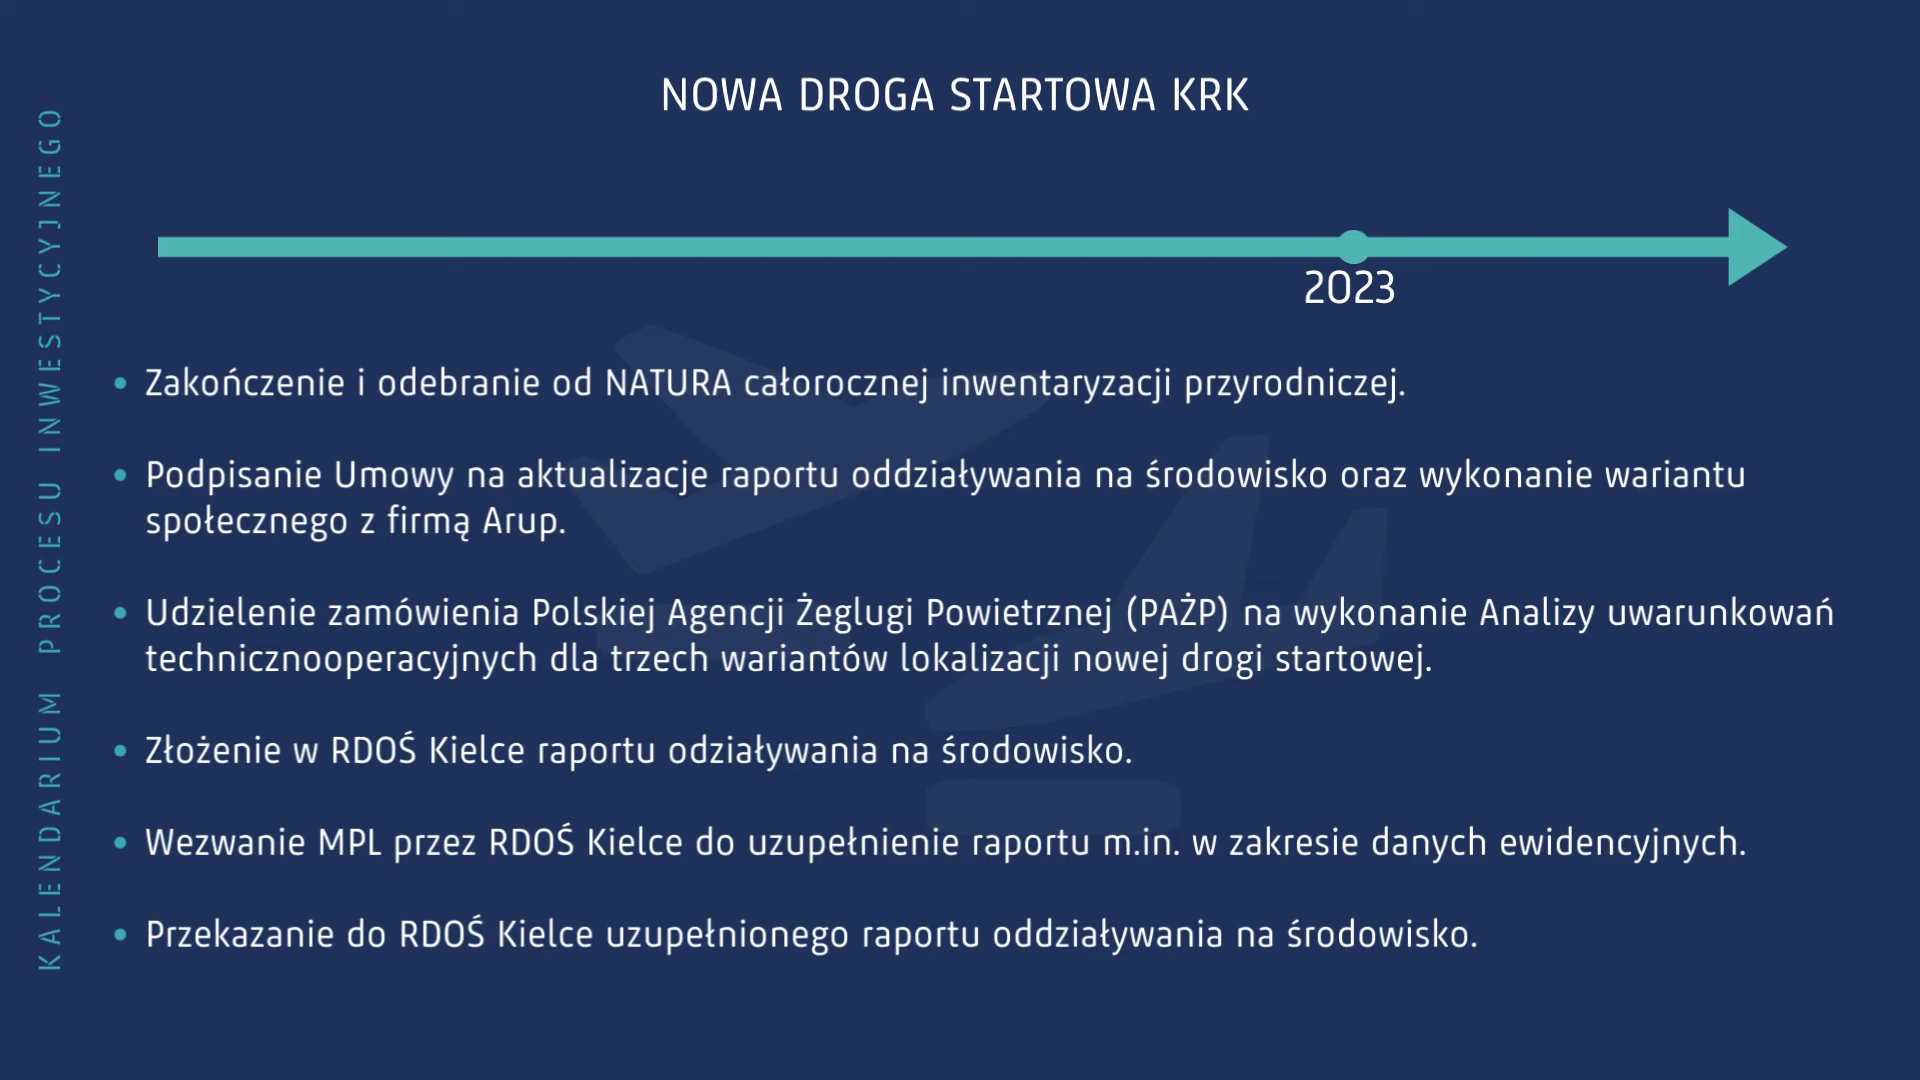 NOWA DROGA STARTOWA KRK
KALENDARIUM PROCESU INWESTYCYJNEGO
2023
• Zakończenie i odebranie od NATURA całorocznej inwentaryzacji przyrodniczej.
• Podpisanie Umowy na aktualizacje raportu oddziaływania na środowisko oraz wykonanie wariantu
społecznego z firmą Arup.
• Udzielenie zamówienia Polskiej Agencji Żeglugi Powietrznej (PAŻP) na wykonanie Analizy uwarunkowań
technicznooperacyjnych dla trzech wariantów lokalizacji nowej drogi startowej.
• Złożenie w RDOŚ Kielce raportu odziaływania na środowisko.
• Wezwanie MPL przez RDOŚ Kielce do uzupełnienie raportu m.in. w zakresie danych ewidencyjnych.
• Przekazanie do RDOŚ Kielce uzupełnionego raportu oddziaływania na środowisko.